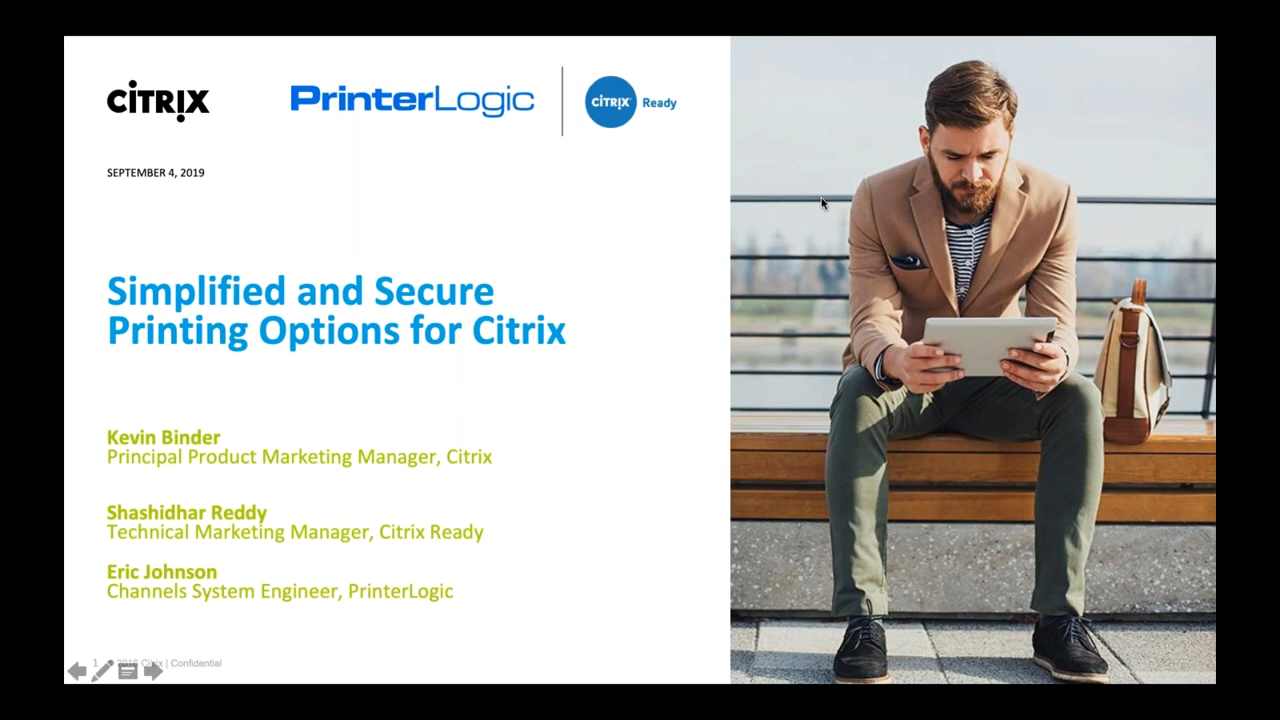 CITRIX
PrinterLogic
CITRIX Ready
SEPTEMBER 4, 2019
Simplified and Secure
Printing Options for Citrix
Kevin Binder
Principal Product Marketing Manager, Citrix
Shashidhar Reddy
Technical Marketing Manager, Citrix Ready
Eric Johnson
Channels System Engineer, PrinterLogic
1 Citrix | Confidential